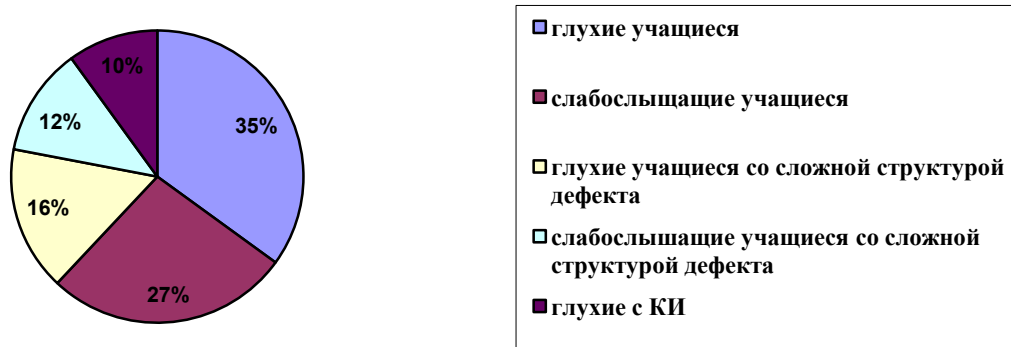 10%
35%
12%
16%
27%
глухие учащиеся
слабослыщащие учащиеся
глухие учащиеся со сложной структурой
дефекта
слабослышащие учащиеся со сложной
структурой дефекта
глухие с КИ